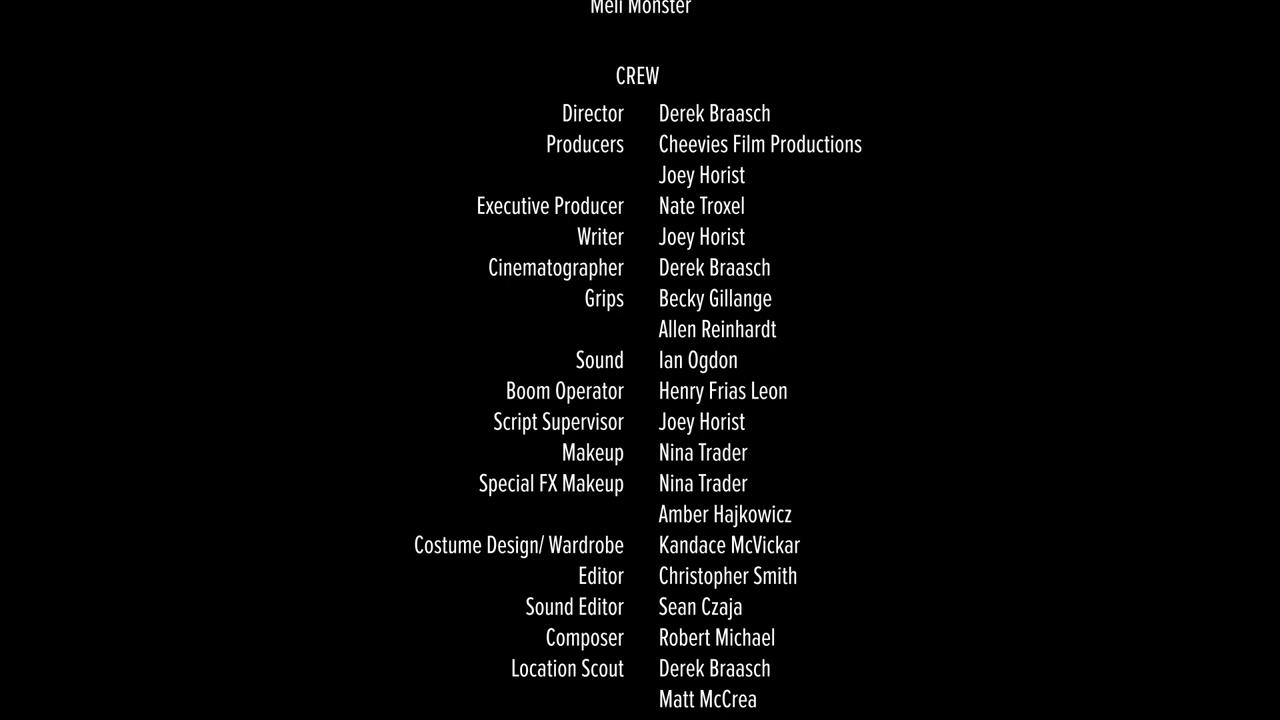 Mell Monster
CREW
Director Derek Braasch
Producers Cheevies Film Productions
Joey Horist
Executive Producer Nate Troxel
Writer Joey Horist
Cinematographer Derek Braasch
Grips Becky Gillange
Allen Reinhardt
Sound Ian Ogdon
Boom Operator Henry Frias Leon
Script Supervisor Joey Horist
Makeup Nina Trader
Special FX Makeup Nina Trader
Amber Hajkowicz
Costume Design/ Wardrobe Kandace McVickar
Editor Christopher Smith
Sound Editor Sean Czaja
Composer Robert Michael
Location Scout Derek Braasch
Matt McCrea